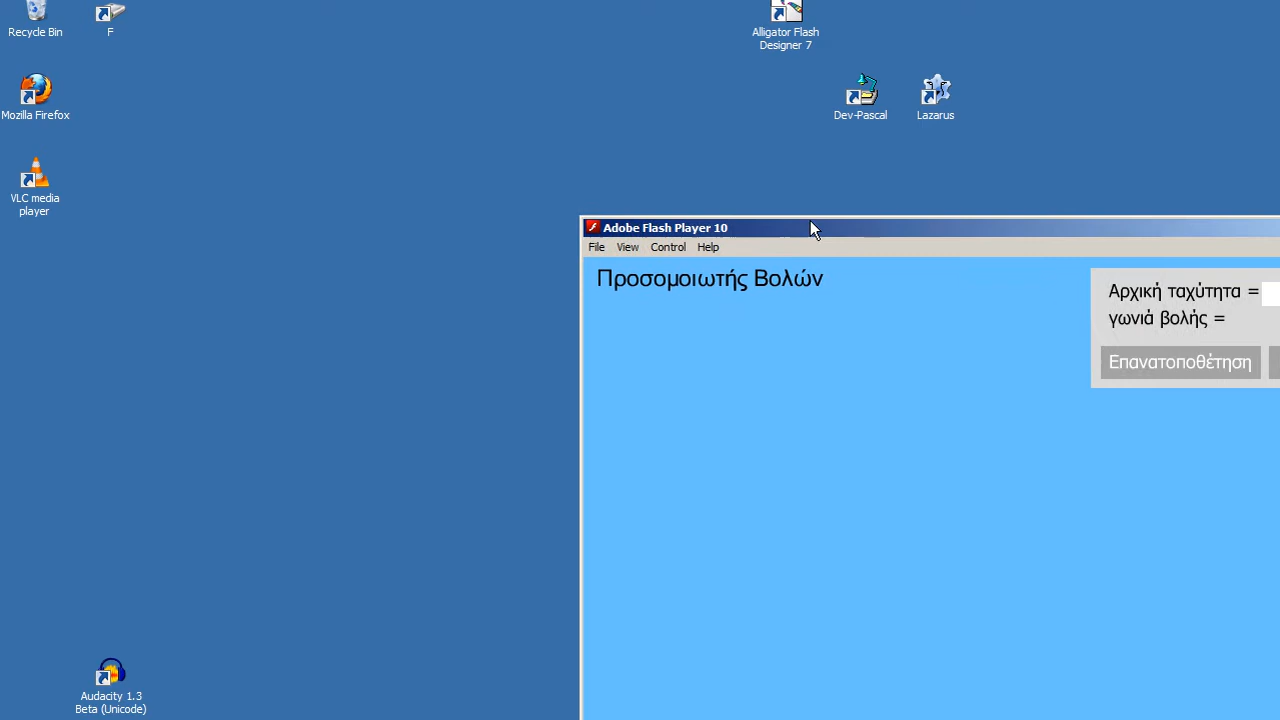 Recycle Bin
F
Alligator Flash
Designer 7
Mozilla Firefox
Dev-Pascal
Lazarus
VLC media
player
Adobe Flash Player 10
File View Control Help
Προσομοιωτής Βολών
Αρχική ταχύτητα =
γωνιά βολής =
Επανατοποθέτηση
Audacity 1.3
Beta (Unicode)